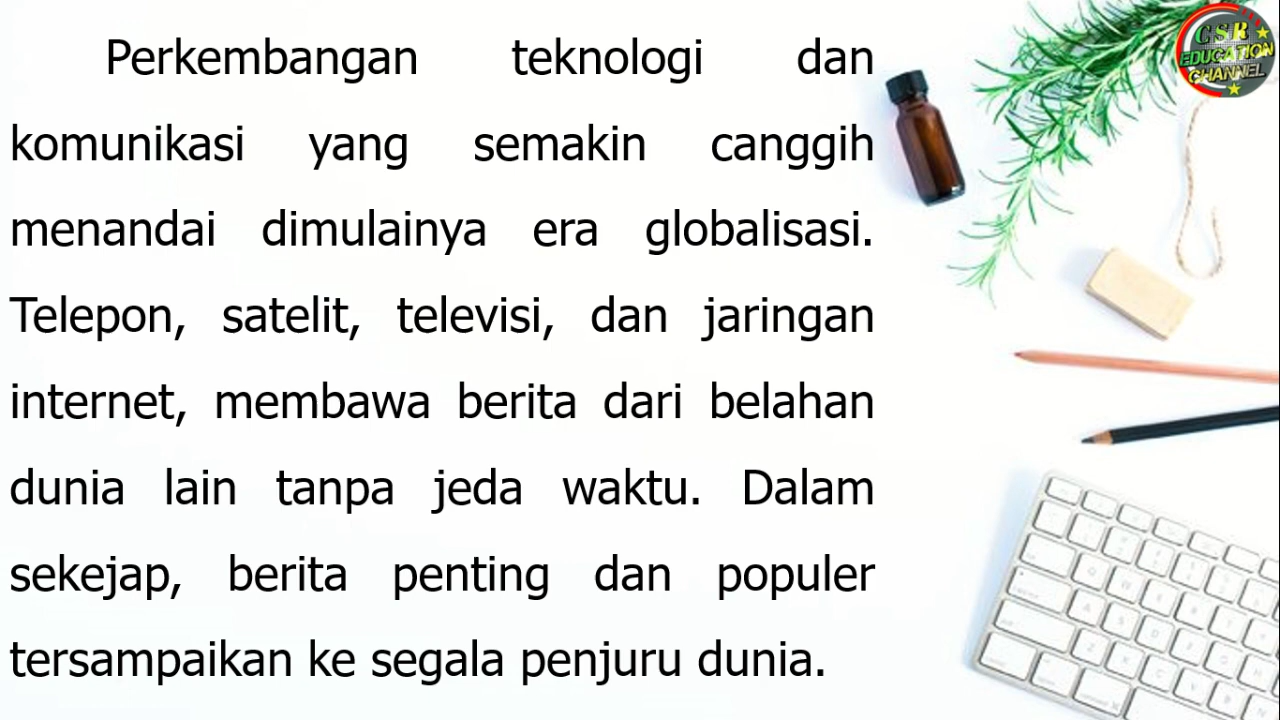 Perkembangan teknologi dan
komunikasi yang semakin canggih
menandai dimulainya era globalisasi.
Telepon, satelit, televisi, dan jaringan
internet, membawa berita dari belahan
dunia lain tanpa jeda waktu. Dalam
sekejap, berita penting dan populer
tersampaikan ke segala penjuru dunia.
CSR
EDUCATION
CHANNEL